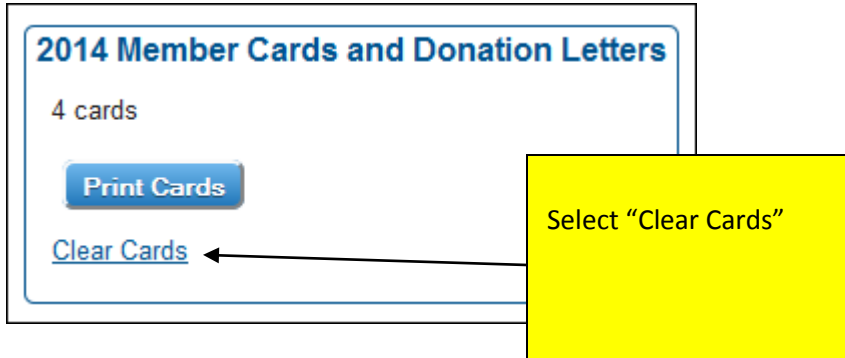 2014 Member Cards and Donation Letters
4 cards
Print Cards
Clear Cards
Select “Clear Cards”